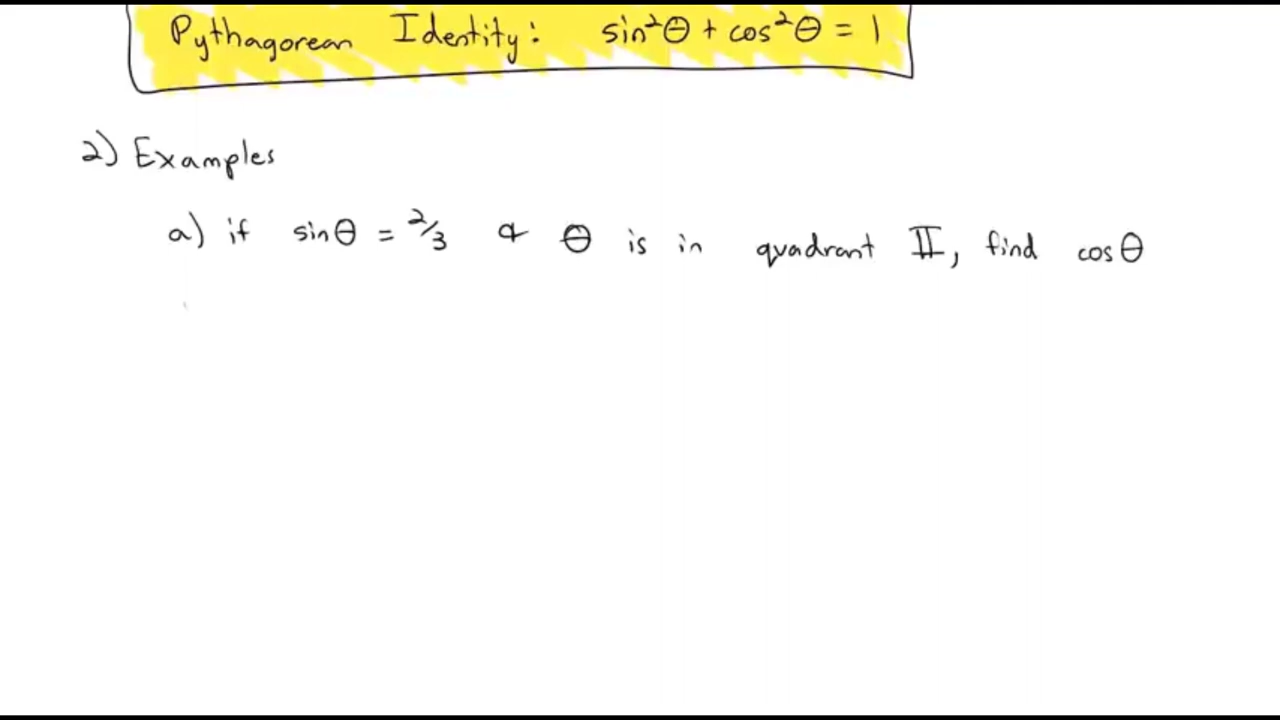 Pythagorean Identity: sin²θ + cos²θ = 1
2) Examples
a) if sinθ = 2/3 & θ is in quadrant II, find cosθ